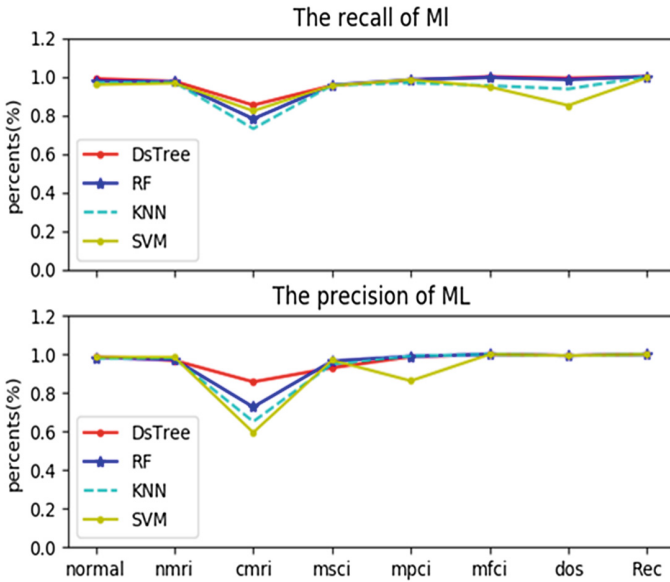 The recall of Ml
1.2
1.0
0.8
0.6
0.4
0.2
0.0
percents(%)
DsTree
RF
KNN
SVM
The precision of ML
1.2
1.0
0.8
0.6
0.4
0.2
0.0
percents(%)
DsTree
RF
KNN
SVM
normal nmri cmri msci mpci mfci dos Rec